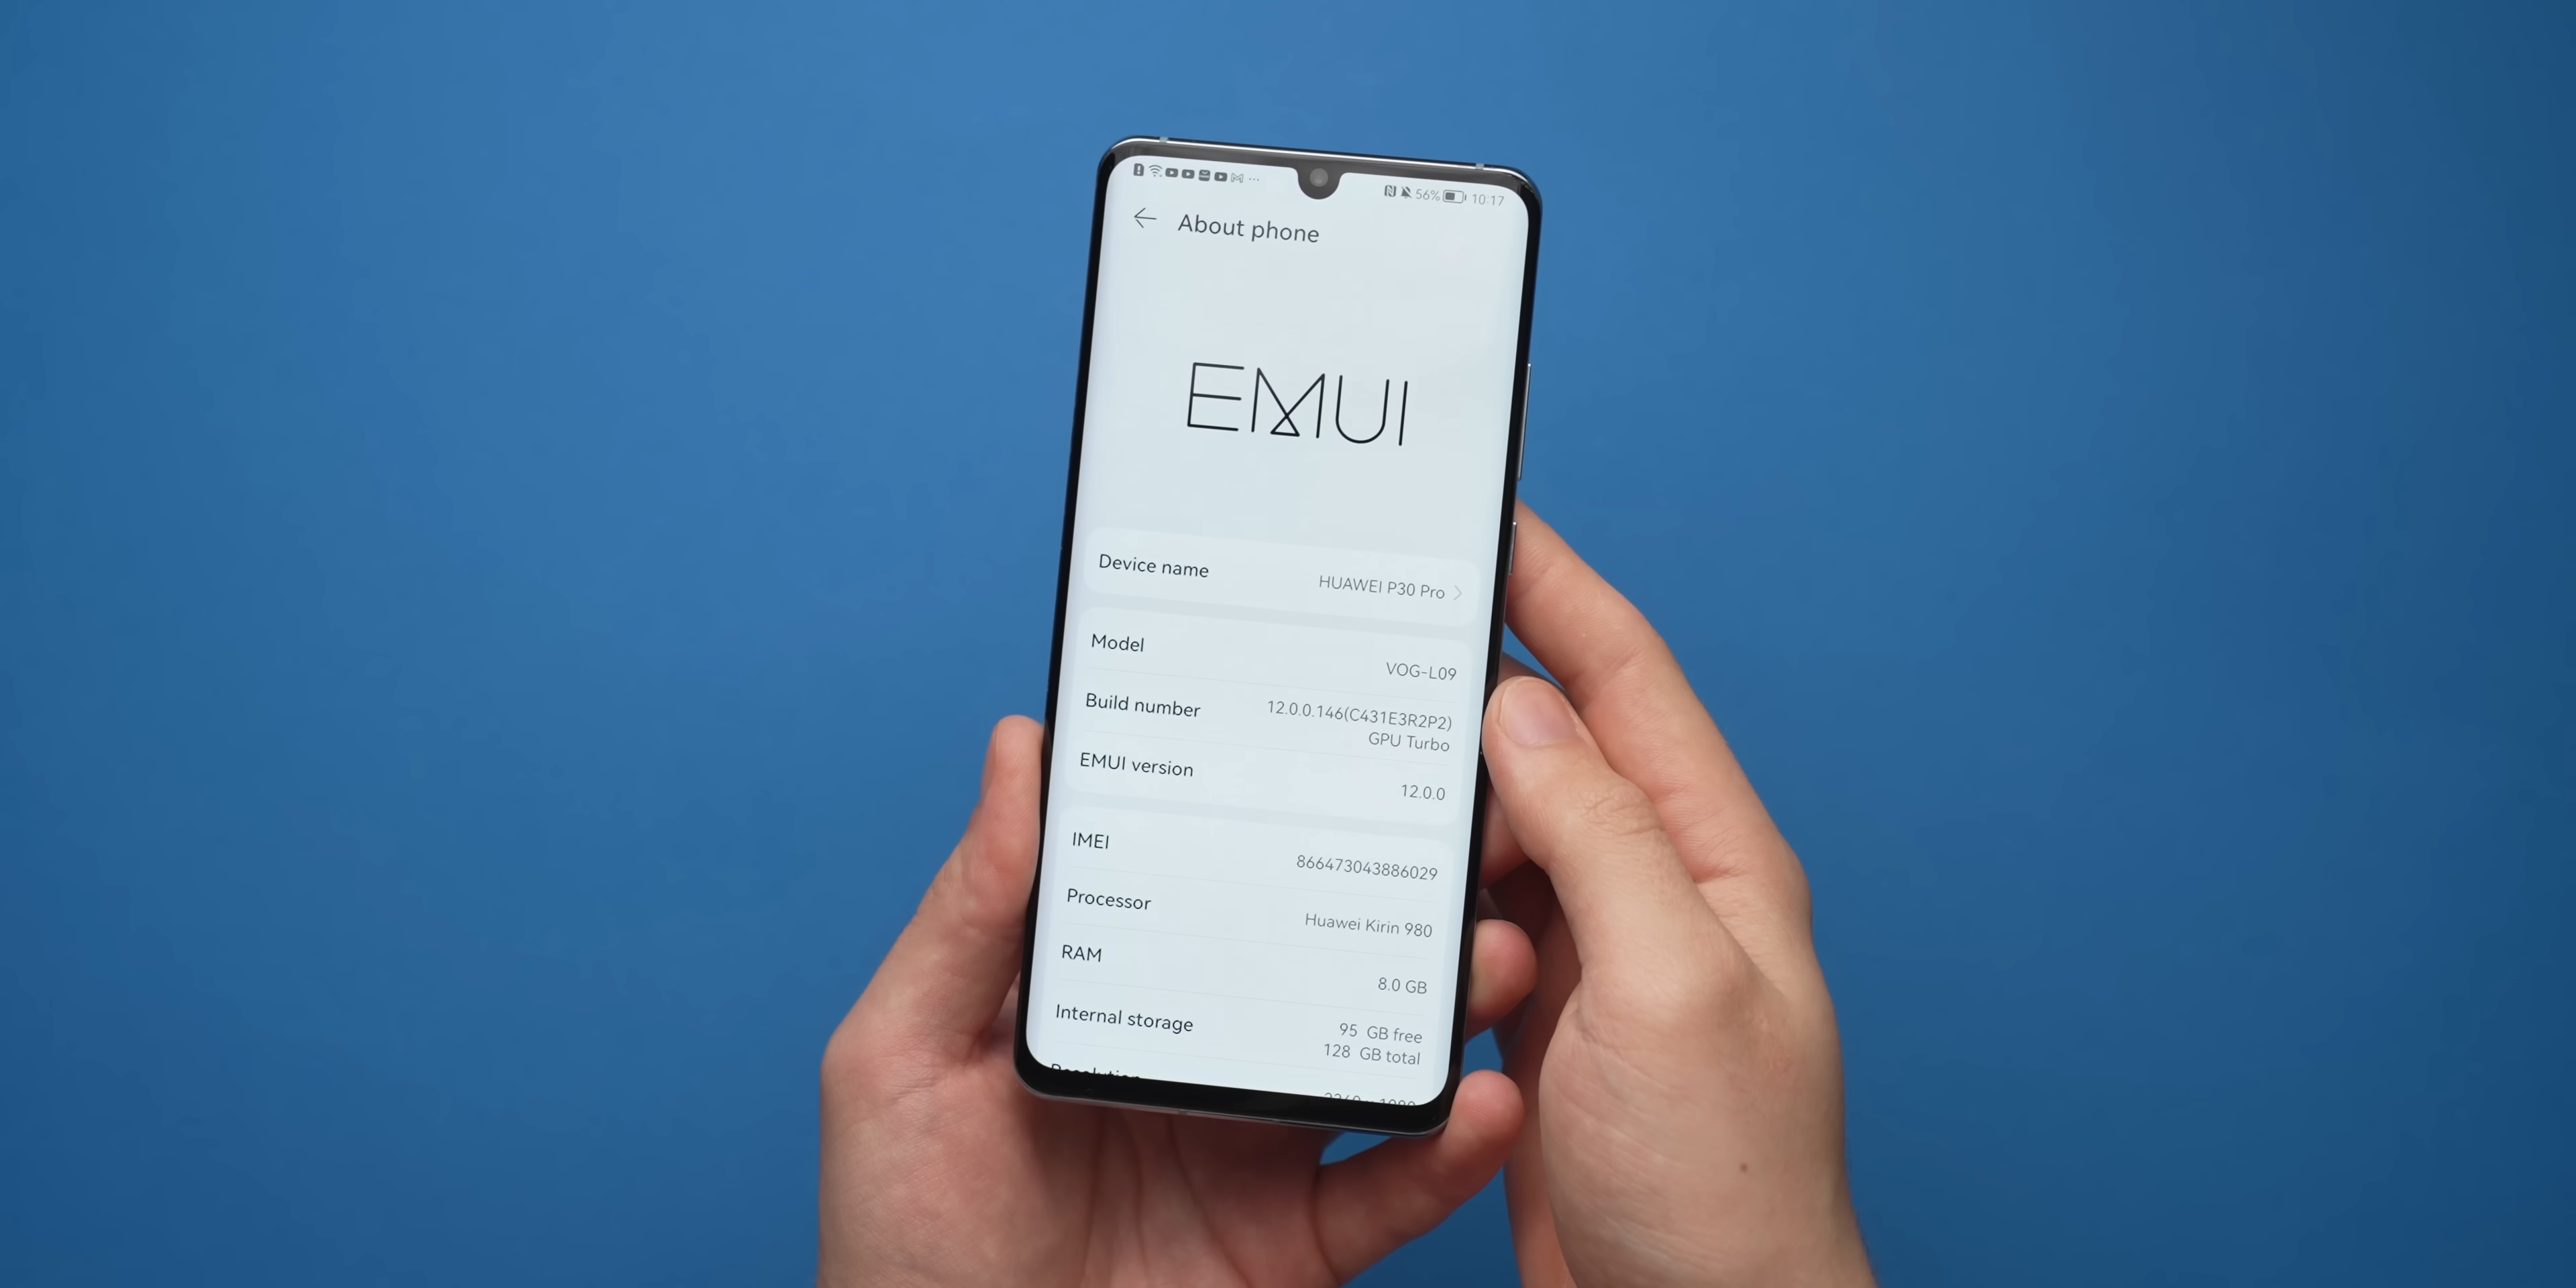 56% 10:17
About phone
EMUI
Device name HUAWEI P30 Pro
Model VOG-L09
Build number 12.0.0.146(C431E3R2P2)
GPU Turbo
EMUI version 12.0.0
IMEI 866473043886029
Processor Huawei Kirin 980
RAM 8.0 GB
Internal storage 95 GB free
128 GB total